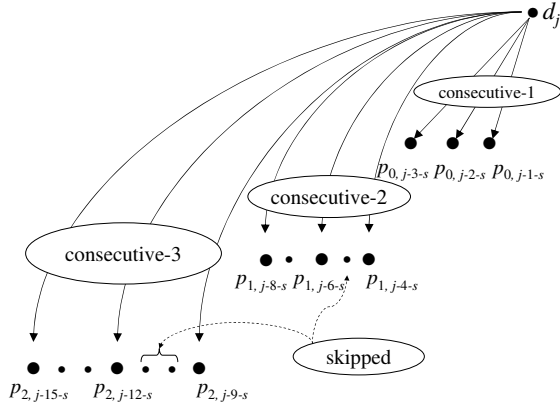 d_j
consecutive-1
p_{0, j-3-s} p_{0, j-2-s} p_{0, j-1-s}
consecutive-2
consecutive-3
p_{1, j-8-s} p_{1, j-6-s} p_{1, j-4-s}
skipped
p_{2, j-15-s} p_{2, j-12-s} p_{2, j-9-s}